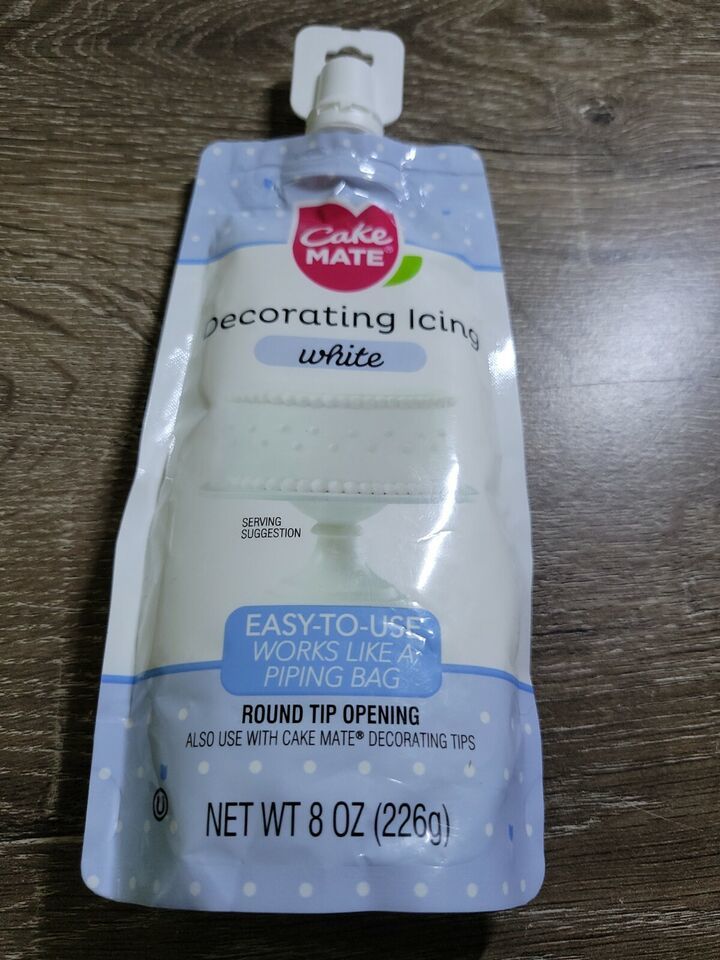 Cake
MATE®
Decorating Icing
white
SERVING
SUGGESTION
EASY-TO-USE
WORKS LIKE A
PIPING BAG
ROUND TIP OPENING
ALSO USE WITH CAKE MATE® DECORATING TIPS
U
NET WT 8 OZ (226g)